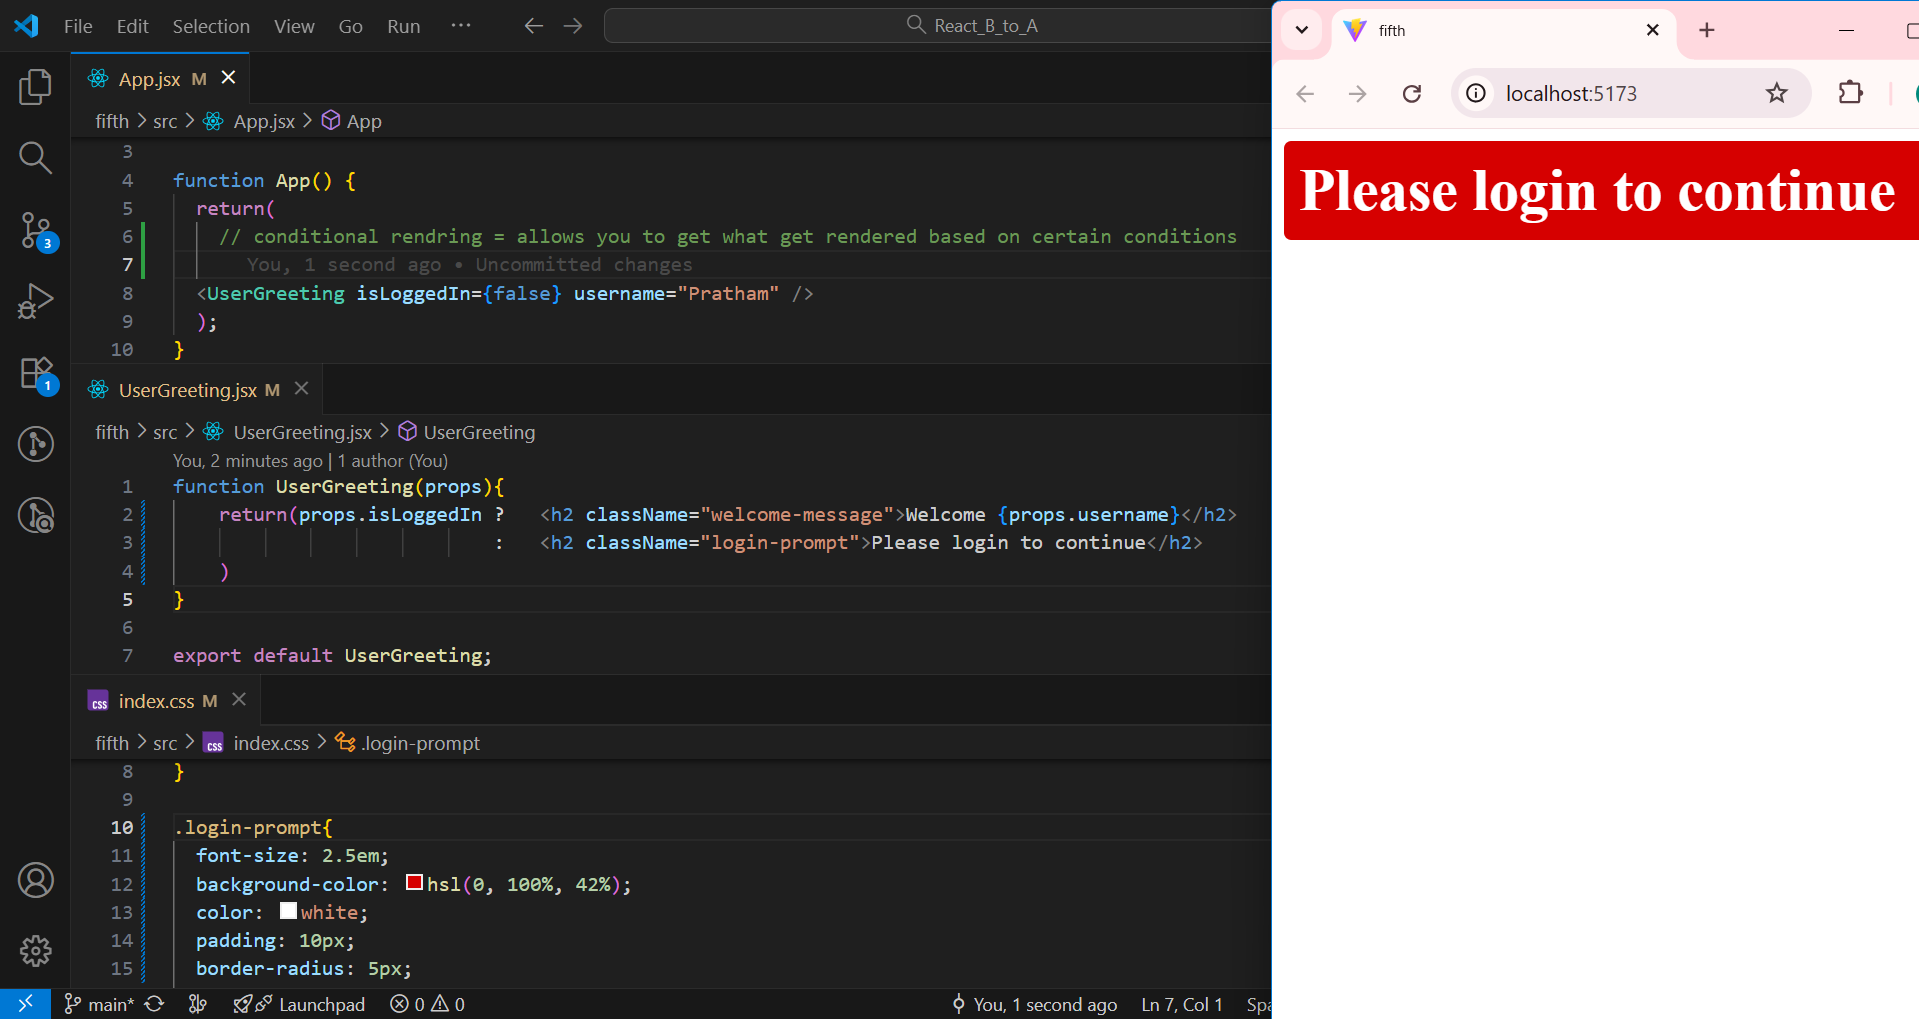 File Edit Selection View Go Run ··· React_B_to_A
App.jsx M
fifth > src > App.jsx > App
3
4 function App() {
5 return(
6 // conditional rendring = allows you to get what get rendered based on certain conditions
7 You, 1 second ago • Uncommitted changes
8 <UserGreeting isLoggedIn={false} username="Pratham" />
9 );
10 }
UserGreeting.jsx M
fifth > src > UserGreeting.jsx > UserGreeting
You, 2 minutes ago | 1 author (You)
1 function UserGreeting(props){
2 return(props.isLoggedIn ? <h2 className="welcome-message">Welcome {props.username}</h2>
3 : <h2 className="login-prompt">Please login to continue</h2>
4 )
5 }
6
7 export default UserGreeting;
css index.css M
fifth > src > css index.css > .login-prompt
8 }
9
10 .login-prompt{
11 font-size: 2.5em;
12 background-color: hsl(0, 100%, 42%);
13 color: white;
14 padding: 10px;
15 border-radius: 5px;
3
1
main* Launchpad 0 0 You, 1 second ago Ln 7, Col 1 Spa
fifth
localhost:5173
Please login to continue